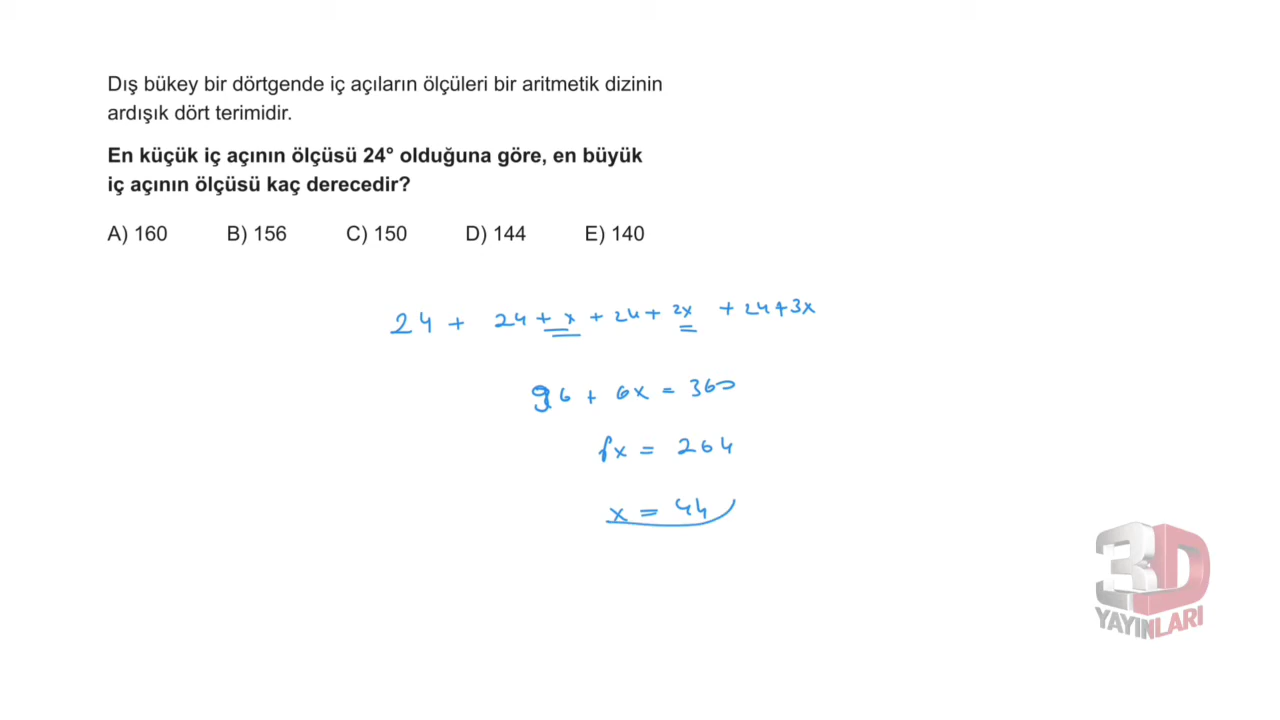 Dış bükey bir dörtgende iç açıların ölçüleri bir aritmetik dizinin
ardışık dört terimidir.
En küçük iç açının ölçüsü 24° olduğuna göre, en büyük
iç açının ölçüsü kaç derecedir?
A) 160 B) 156 C) 150 D) 144 E) 140
24 + 24 + x + 24 + 2x + 24 + 3x
96 + 6x = 360
6x = 264
x = 44
3D
YAYINLARI